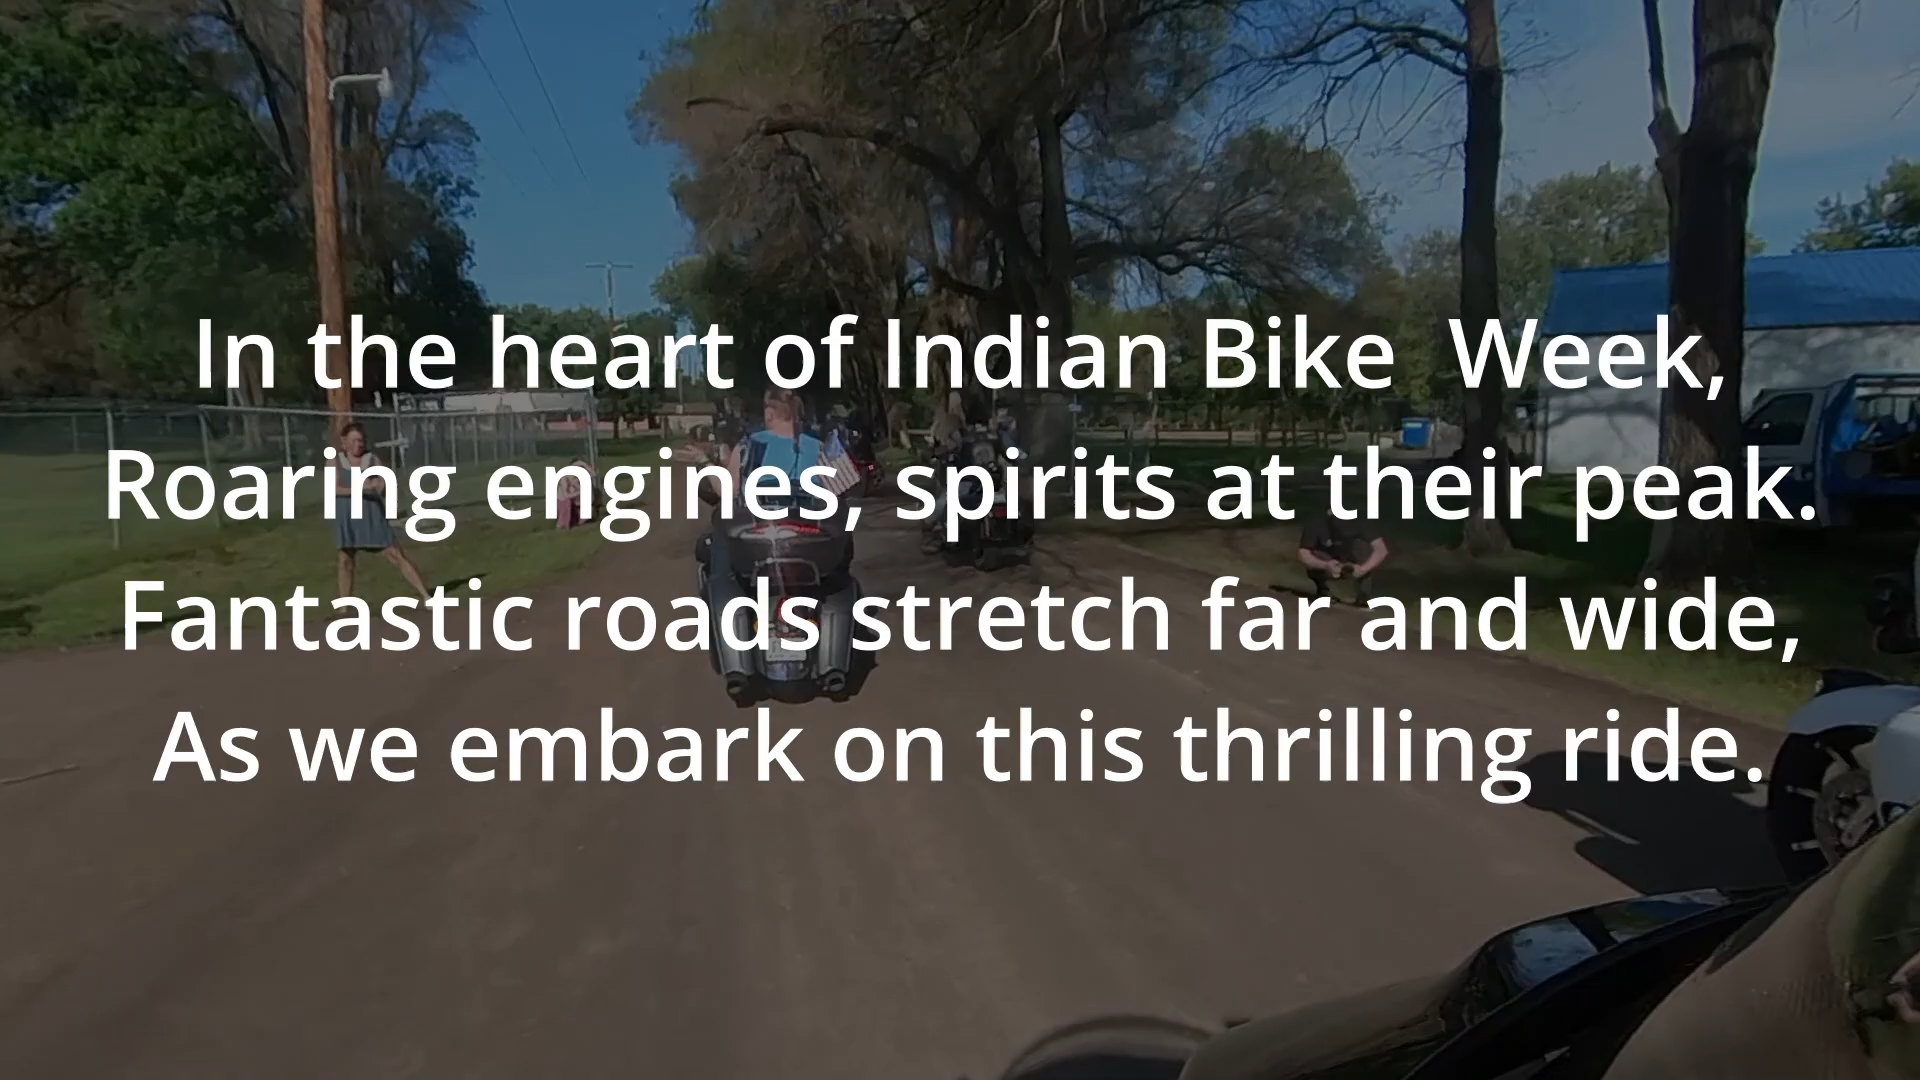 In the heart of Indian Bike  Week,
Roaring engines, spirits at their peak.
Fantastic roads stretch far and wide,
As we embark on this thrilling ride.